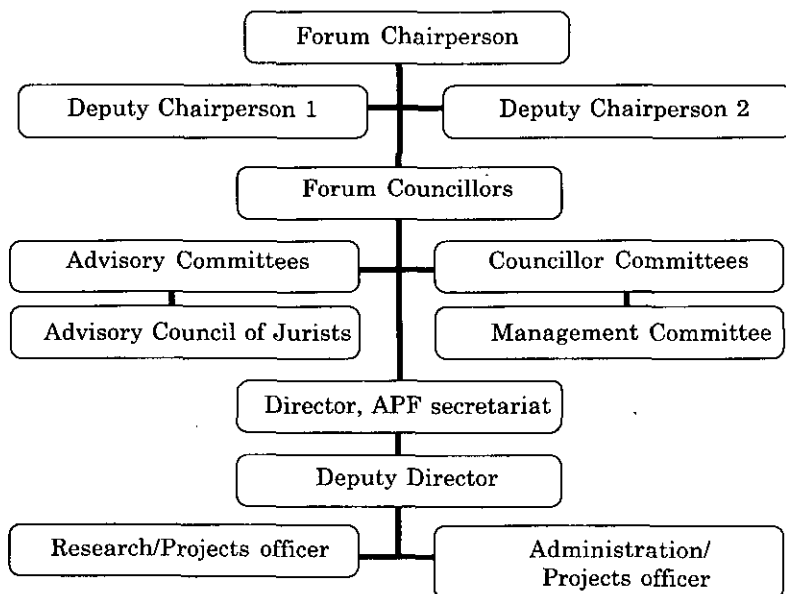 Forum Chairperson
Deputy Chairperson 1
Deputy Chairperson 2
Forum Councillors
Advisory Committees
Councillor Committees
Advisory Council of Jurists
Management Committee
Director, APF secretariat
Deputy Director
Research/Projects officer
Administration/
Projects officer